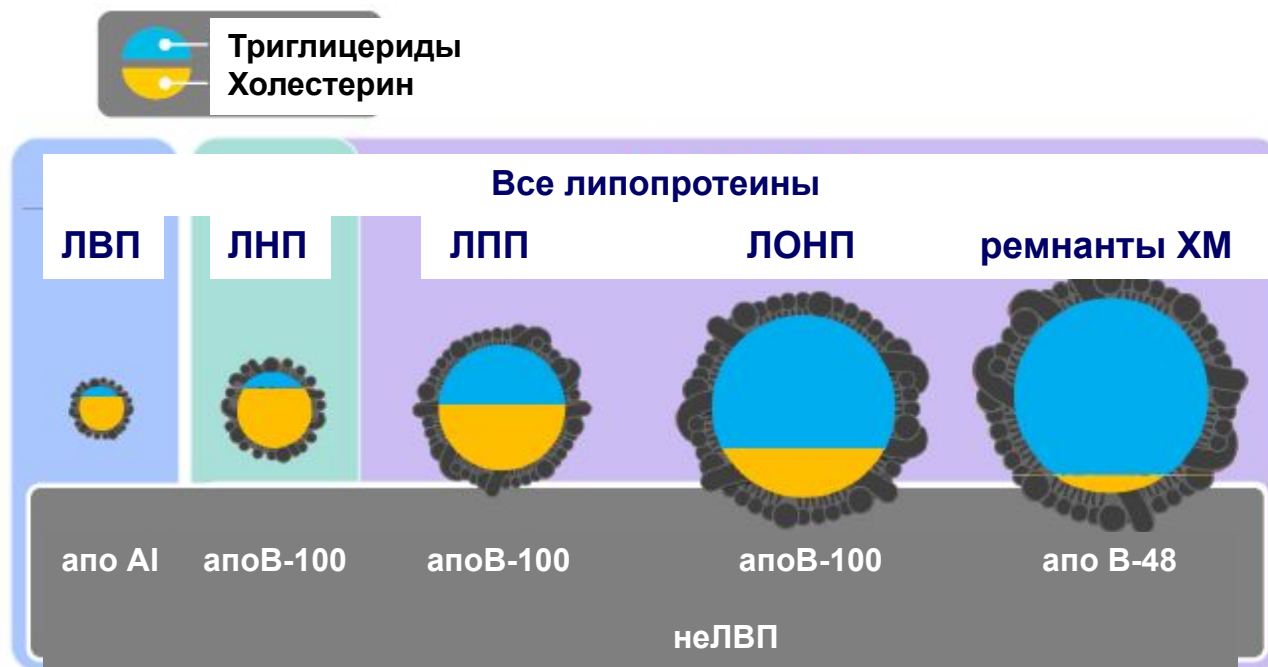 Триглицериды
Холестерин
Все липопротеины
ЛВП ЛНП ЛПП ЛОНП ремнанты ХМ
апо AI апоВ-100 апоВ-100 апоВ-100 апо В-48
неЛВП